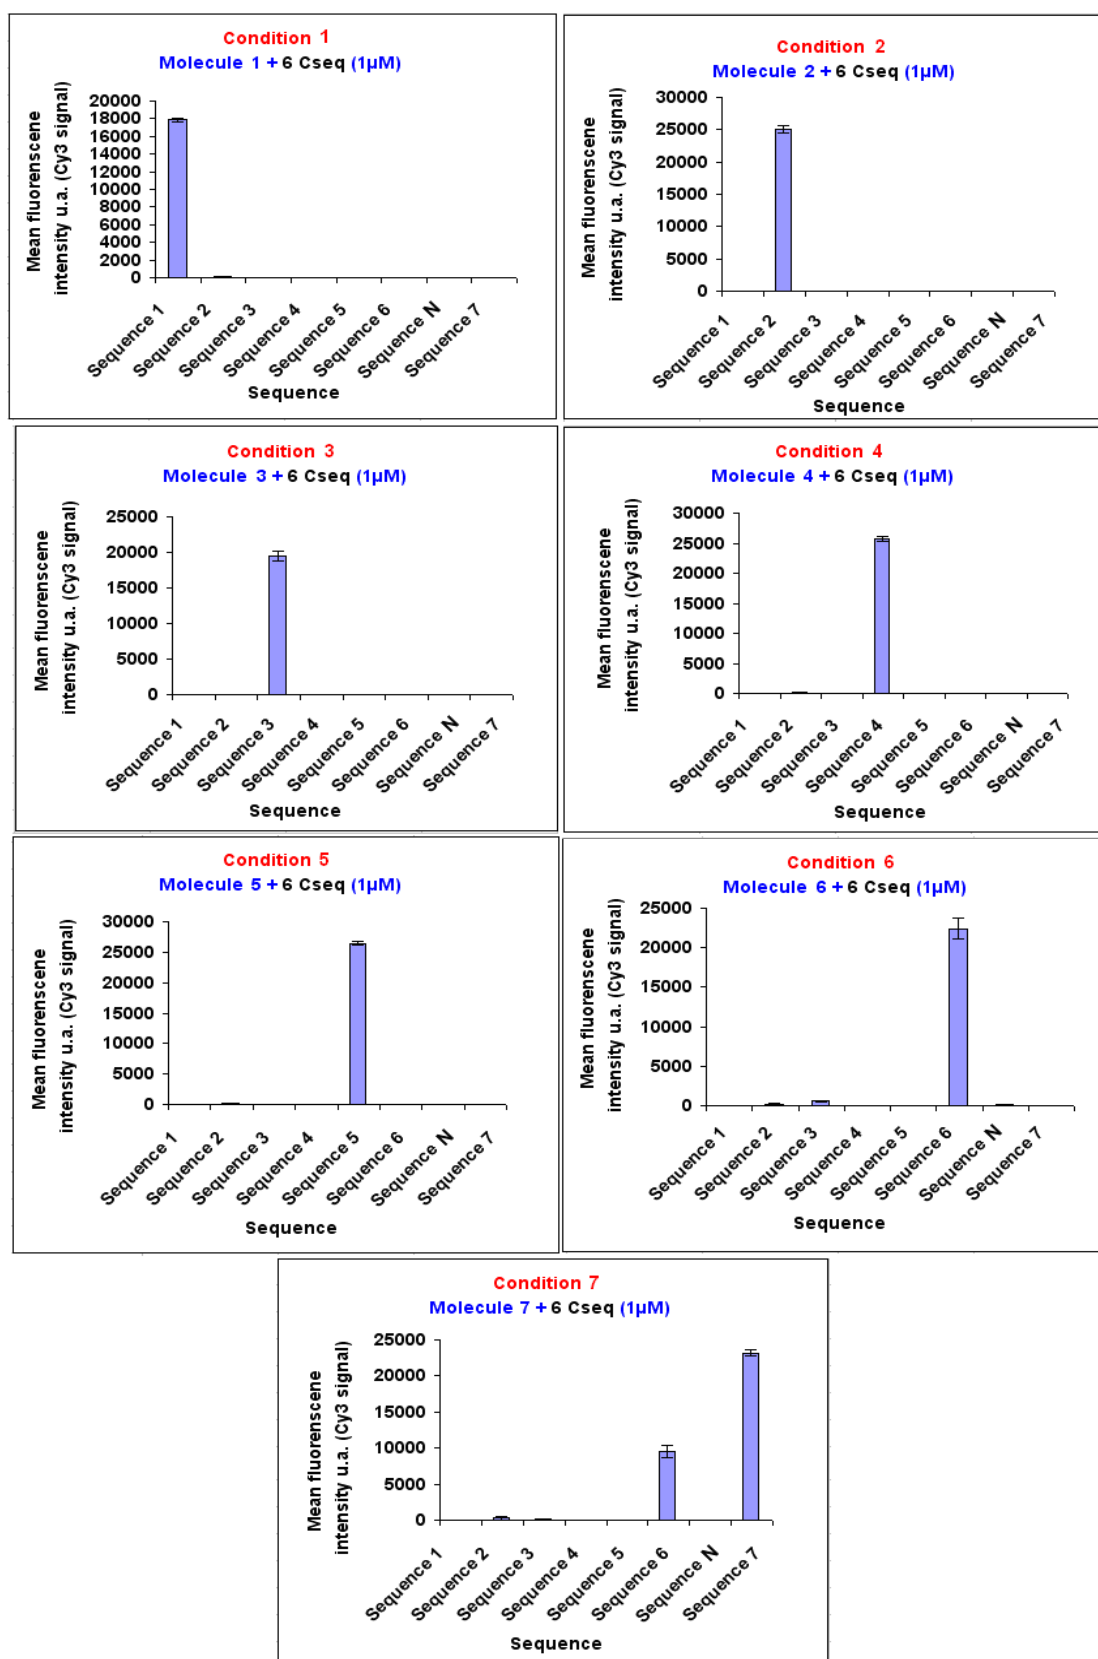 Condition 1
Molecule 1 + 6 Cseq (1µM)
Mean fluorenscene
intensity u.a. (Cy3 signal)
20000
18000
16000
14000
12000
10000
8000
6000
4000
2000
0
Sequence 1
Sequence 2
Sequence 3
Sequence 4
Sequence 5
Sequence 6
Sequence N
Sequence 7
Sequence
Condition 2
Molecule 2 + 6 Cseq (1µM)
Mean fluorenscene
intensity u.a. (Cy3 signal)
30000
25000
20000
15000
10000
5000
0
Sequence 1
Sequence 2
Sequence 3
Sequence 4
Sequence 5
Sequence 6
Sequence N
Sequence 7
Sequence
Condition 3
Molecule 3 + 6 Cseq (1µM)
Mean fluorenscene
intensity u.a. (Cy3 signal)
25000
20000
15000
10000
5000
0
Sequence 1
Sequence 2
Sequence 3
Sequence 4
Sequence 5
Sequence 6
Sequence N
Sequence 7
Sequence
Condition 4
Molecule 4 + 6 Cseq (1µM)
Mean fluorenscene
intensity u.a. (Cy3 signal)
30000
25000
20000
15000
10000
5000
0
Sequence 1
Sequence 2
Sequence 3
Sequence 4
Sequence 5
Sequence 6
Sequence N
Sequence 7
Sequence
Condition 5
Molecule 5 + 6 Cseq (1µM)
Mean fluorenscene
intensity u.a. (Cy3 signal)
30000
25000
20000
15000
10000
5000
0
Sequence 1
Sequence 2
Sequence 3
Sequence 4
Sequence 5
Sequence 6
Sequence N
Sequence 7
Sequence
Condition 6
Molecule 6 + 6 Cseq (1µM)
Mean fluorenscene
intensity u.a. (Cy3 signal)
25000
20000
15000
10000
5000
0
Sequence 1
Sequence 2
Sequence 3
Sequence 4
Sequence 5
Sequence 6
Sequence N
Sequence 7
Sequence
Condition 7
Molecule 7 + 6 Cseq (1µM)
Mean fluorenscene
intensity u.a. (Cy3 signal)
25000
20000
15000
10000
5000
0
Sequence 1
Sequence 2
Sequence 3
Sequence 4
Sequence 5
Sequence 6
Sequence N
Sequence 7
Sequence